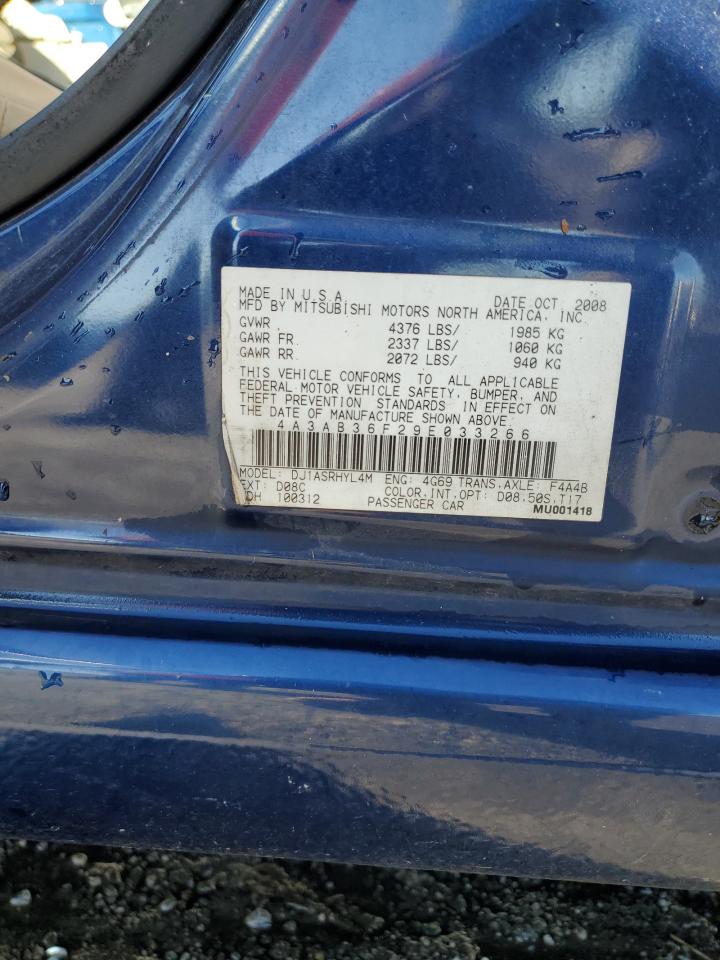 MADE IN U.S.A. DATE OCT. 2008
MFD BY MITSUBISHI MOTORS NORTH AMERICA, INC
GVWR 4376 LBS/ 1985 KG
GAWR FR. 2337 LBS/ 1060 KG
GAWR RR. 2072 LBS/ 940 KG
THIS VEHICLE CONFORMS TO ALL APPLICABLE
FEDERAL MOTOR VEHICLE SAFETY, BUMPER, AND
THEFT PREVENTION STANDARDS IN EFFECT ON
THE DATE OF MANUFACTURE SHOWN ABOVE.
4A3AB36F29E033266
MODEL: DJ1ASRHYL4M ENG: 4G69 TRANS.AXLE: F4A4B
EXT: D08C COLOR.INT.OPT: D08.50S.T17
DH 100312 PASSENGER CAR MU001418